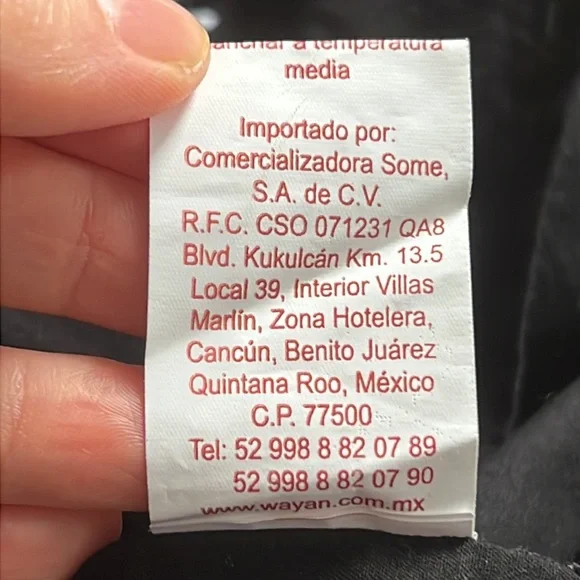 Planchar a temperatura
media
Importado por:
Comercializadora Some,
S.A. de C.V.
R.F.C. CSO 071231 QA8
Blvd. Kukulcán Km. 13.5
Local 39, Interior Villas
Marlín, Zona Hotelera,
Cancún, Benito Juárez
Quintana Roo, México
C.P. 77500
Tel: 52 998 8 82 07 89
52 998 8 82 07 90
www.wayan.com.mx